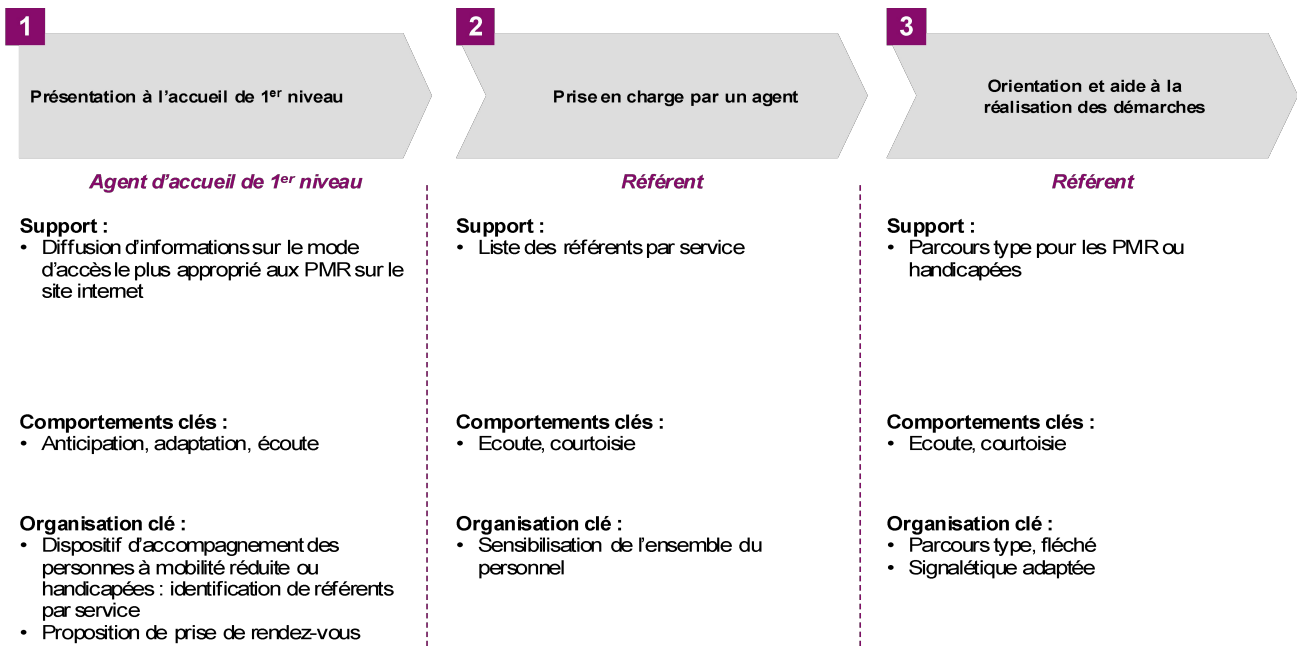 1
Présentation à l'accueil de 1er niveau
Agent d'accueil de 1er niveau
Support :
• Diffusion d'informations sur le mode
d'accès le plus approprié aux PMR sur le
site internet
Comportements clés :
• Anticipation, adaptation, écoute
Organisation clé :
• Dispositif d'accompagnement des
personnes à mobilité réduite ou
handicapées : identification de référents
par service
• Proposition de prise de rendez-vous
2
Prise en charge par un agent
Référent
Support :
• Liste des référents par service
Comportements clés :
• Ecoute, courtoisie
Organisation clé :
• Sensibilisation de l'ensemble du
personnel
3
Orientation et aide à la
réalisation des démarches
Référent
Support :
• Parcours type pour les PMR ou
handicapées
Comportements clés :
• Ecoute, courtoisie
Organisation clé :
• Parcours type, fléché
• Signalétique adaptée